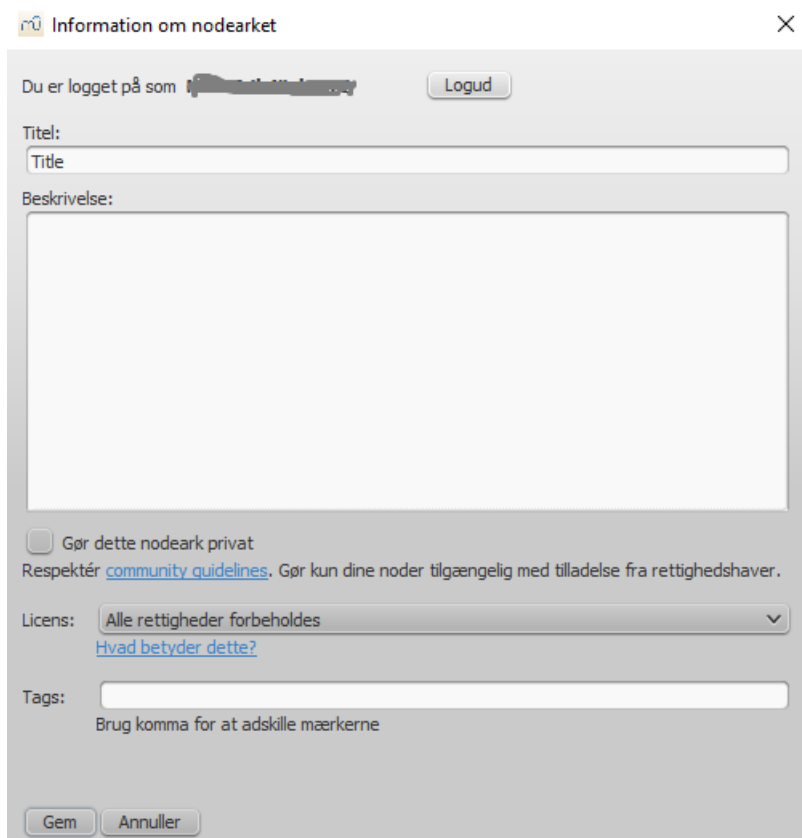 Information om nodearket
Du er logget på som
Logud
Titel:
Title
Beskrivelse:
Gør dette nodeark privat
Respektér community guidelines. Gør kun dine noder tilgængelig med tilladelse fra rettighedshaver.
Licens: Alle rettigheder forbeholdes
Hvad betyder dette?
Tags:
Brug komma for at adskille mærkerne
Gem Annuller